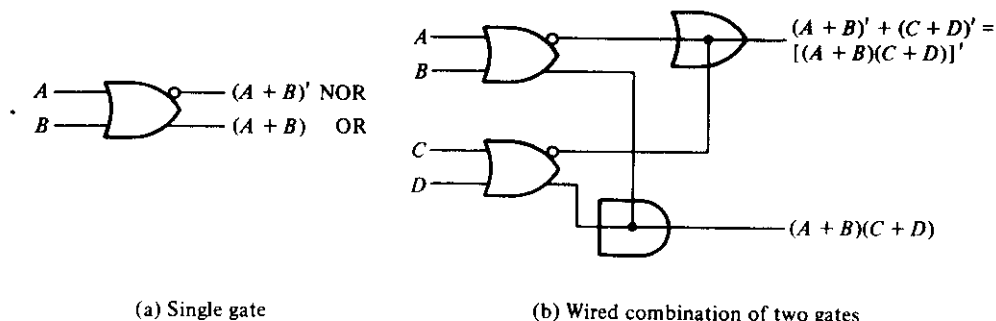 A
B
(A + B)′ NOR
(A + B) OR
(a) Single gate
A
B
C
D
(A + B)′ + (C + D)′ =
[(A + B)(C + D)]′
(A + B)(C + D)
(b) Wired combination of two gates